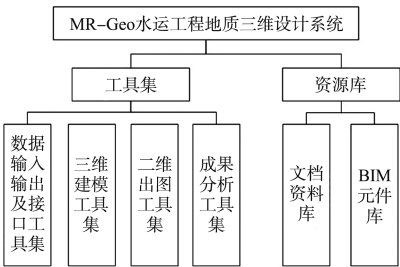 MR-Geo水运工程地质三维设计系统
工具集
资源库
数据
输入
输出
及接
口工
具集
三维
建模
工具
集
二维
出图
工具
集
成果
分析
工具
集
文档
资料
库
BIM
元件
库